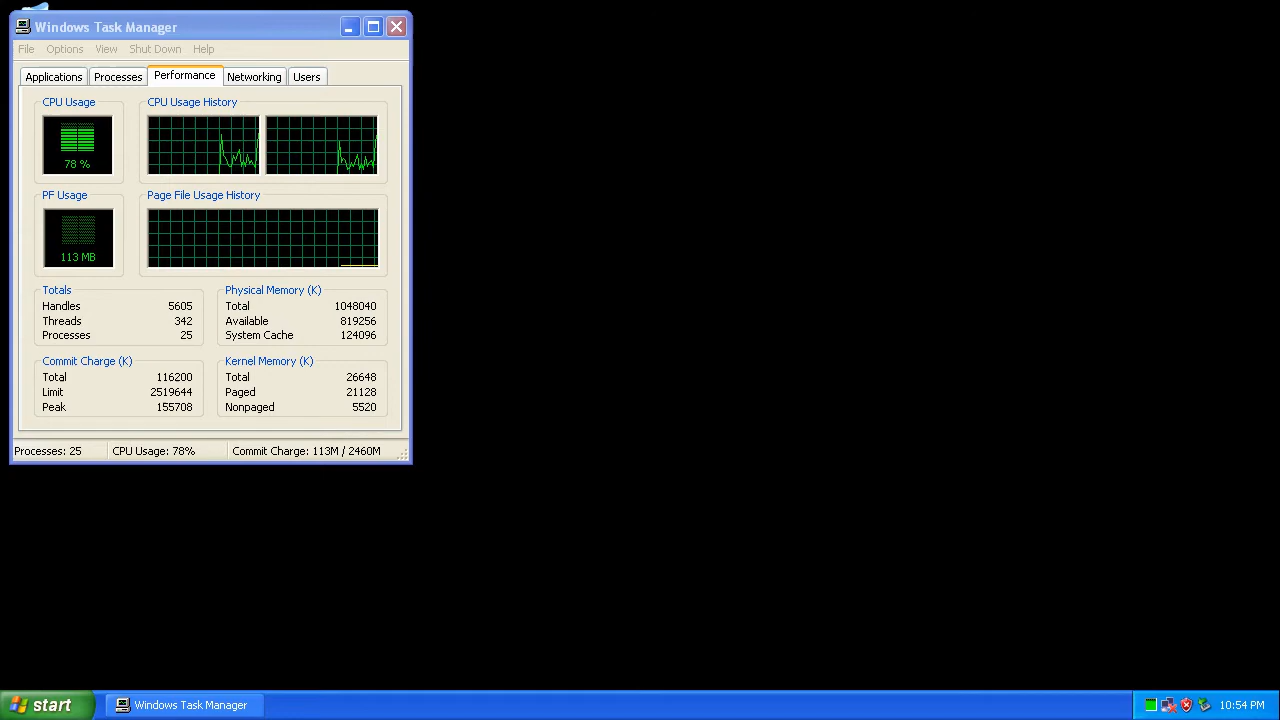 Windows Task Manager
File Options View Shut Down Help
Applications Processes Performance Networking Users
CPU Usage CPU Usage History
78 %
PF Usage Page File Usage History
113 MB
Totals
Handles 5605
Threads 342
Processes 25
Physical Memory (K)
Total 1048040
Available 819256
System Cache 124096
Commit Charge (K)
Total 116200
Limit 2519644
Peak 155708
Kernel Memory (K)
Total 26648
Paged 21128
Nonpaged 5520
Processes: 25 CPU Usage: 78% Commit Charge: 113M / 2460M
start Windows Task Manager 10:54 PM